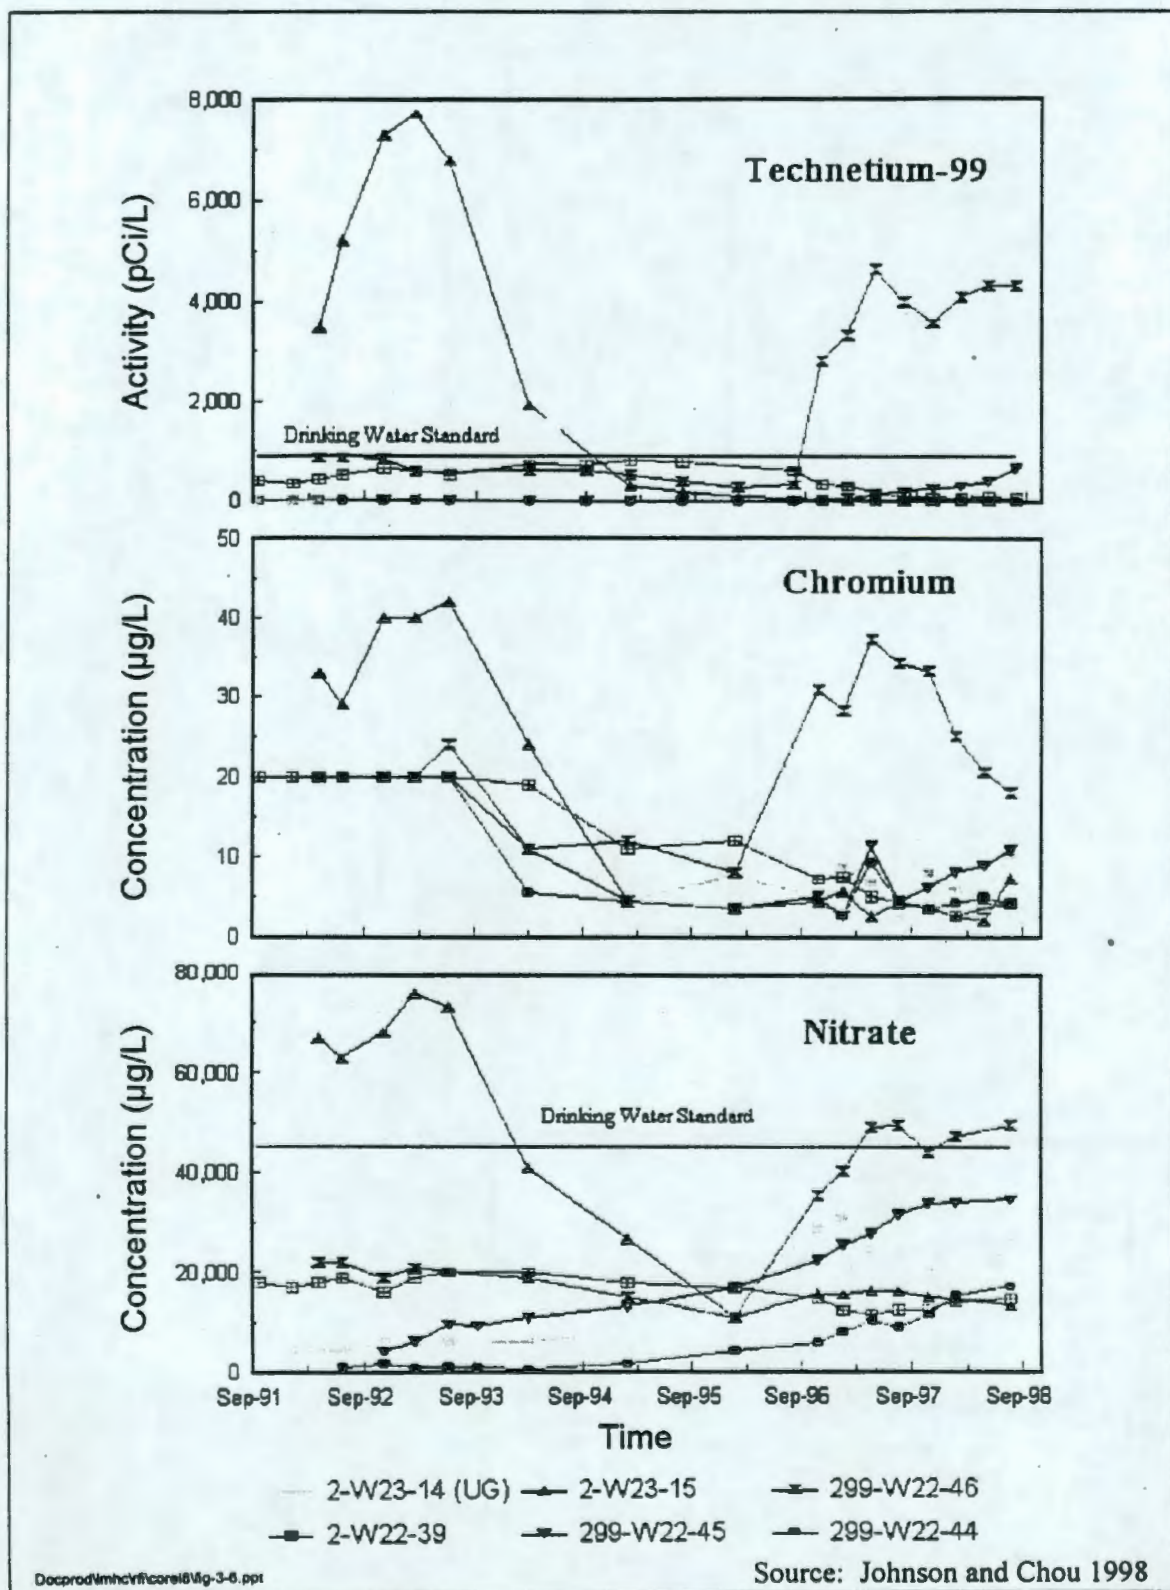 8,000
6,000
4,000
2,000
0
Activity (pCi/L)
Technetium-99
Drinking Water Standard
50
40
30
20
10
0
Concentration (µg/L)
Chromium
80,000
60,000
40,000
20,000
0
Concentration (µg/L)
Nitrate
Drinking Water Standard
Sep-91 Sep-92 Sep-93 Sep-94 Sep-95 Sep-96 Sep-97 Sep-98
Time
2-W23-14 (UG) 2-W23-15 299-W22-46
2-W22-39 299-W22-45 299-W22-44
Source: Johnson and Chou 1998